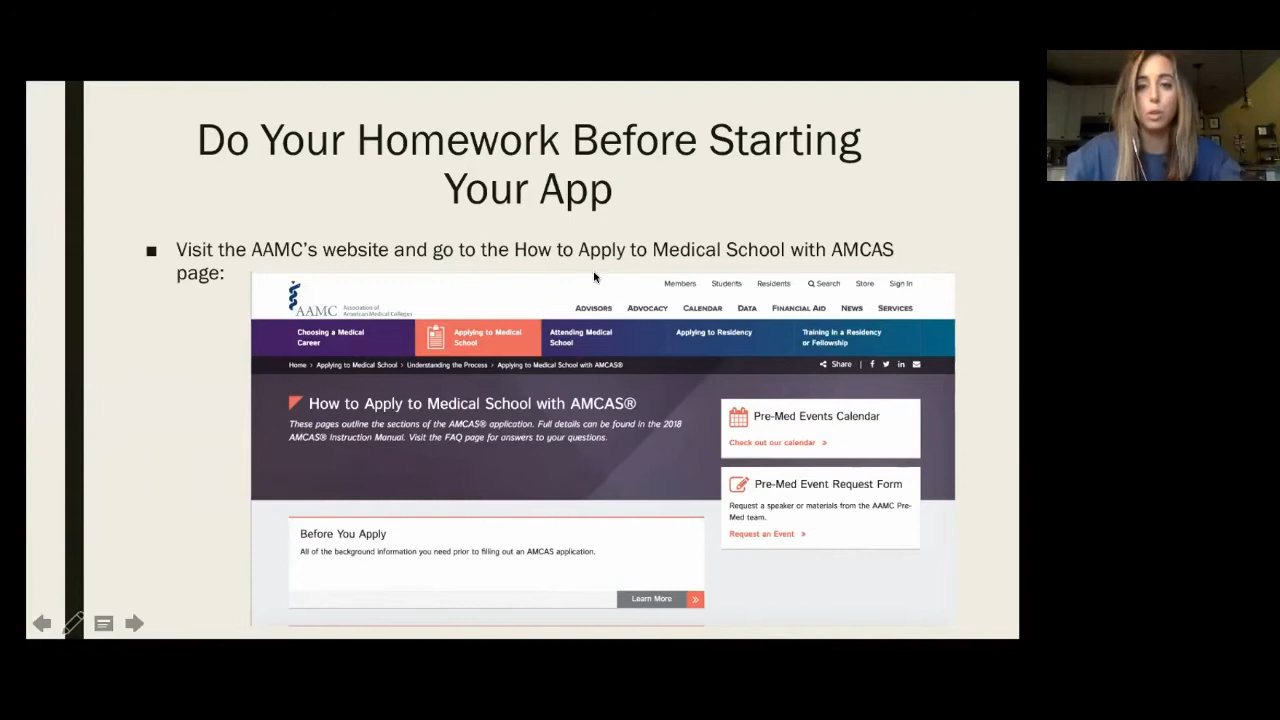 Do Your Homework Before Starting
Your App
■ Visit the AAMC's website and go to the How to Apply to Medical School with AMCAS
page:
Members Students Residents Search Store Sign In
AAMC Association of
American Medical Colleges
ADVISORS ADVOCACY CALENDAR DATA FINANCIAL AID NEWS SERVICES
Choosing a Medical
Career
Applying to Medical
School
Attending Medical
School
Applying to Residency
Training in a Residency
or Fellowship
Home > Applying to Medical School > Understanding the Process > Applying to Medical School with AMCAS®
Share
How to Apply to Medical School with AMCAS®
These pages outline the sections of the AMCAS® application. Full details can be found in the 2018
AMCAS® Instruction Manual. Visit the FAQ page for answers to your questions.
Pre-Med Events Calendar
Check out our calendar »
Pre-Med Event Request Form
Request a speaker or materials from the AAMC Pre-
Med team.
Request an Event »
Before You Apply
All of the background information you need prior to filling out an AMCAS application.
Learn More »